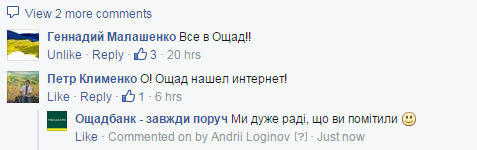 View 2 more comments
Геннадий Малашенко Все в Ощад!!
Unlike · Reply · 3 · 20 hrs
Петр Клименко О! Ощад нашел интернет!
Like · Reply · 1 · 6 hrs
Ощадбанк - завжди поруч Ми дуже раді, що ви помітили
Like · Commented on by Andrii Loginov [?] · Just now